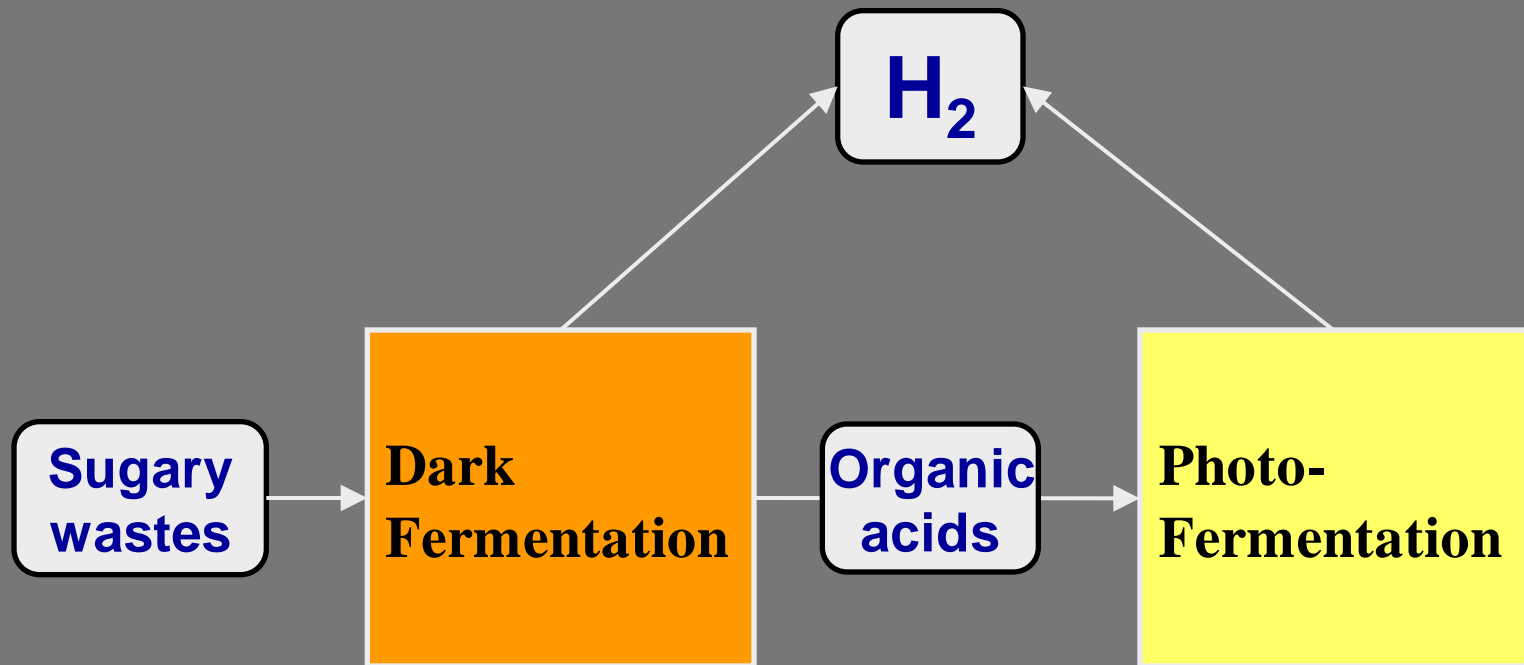 H₂
Sugary
wastes
Dark
Fermentation
Organic
acids
Photo-
Fermentation